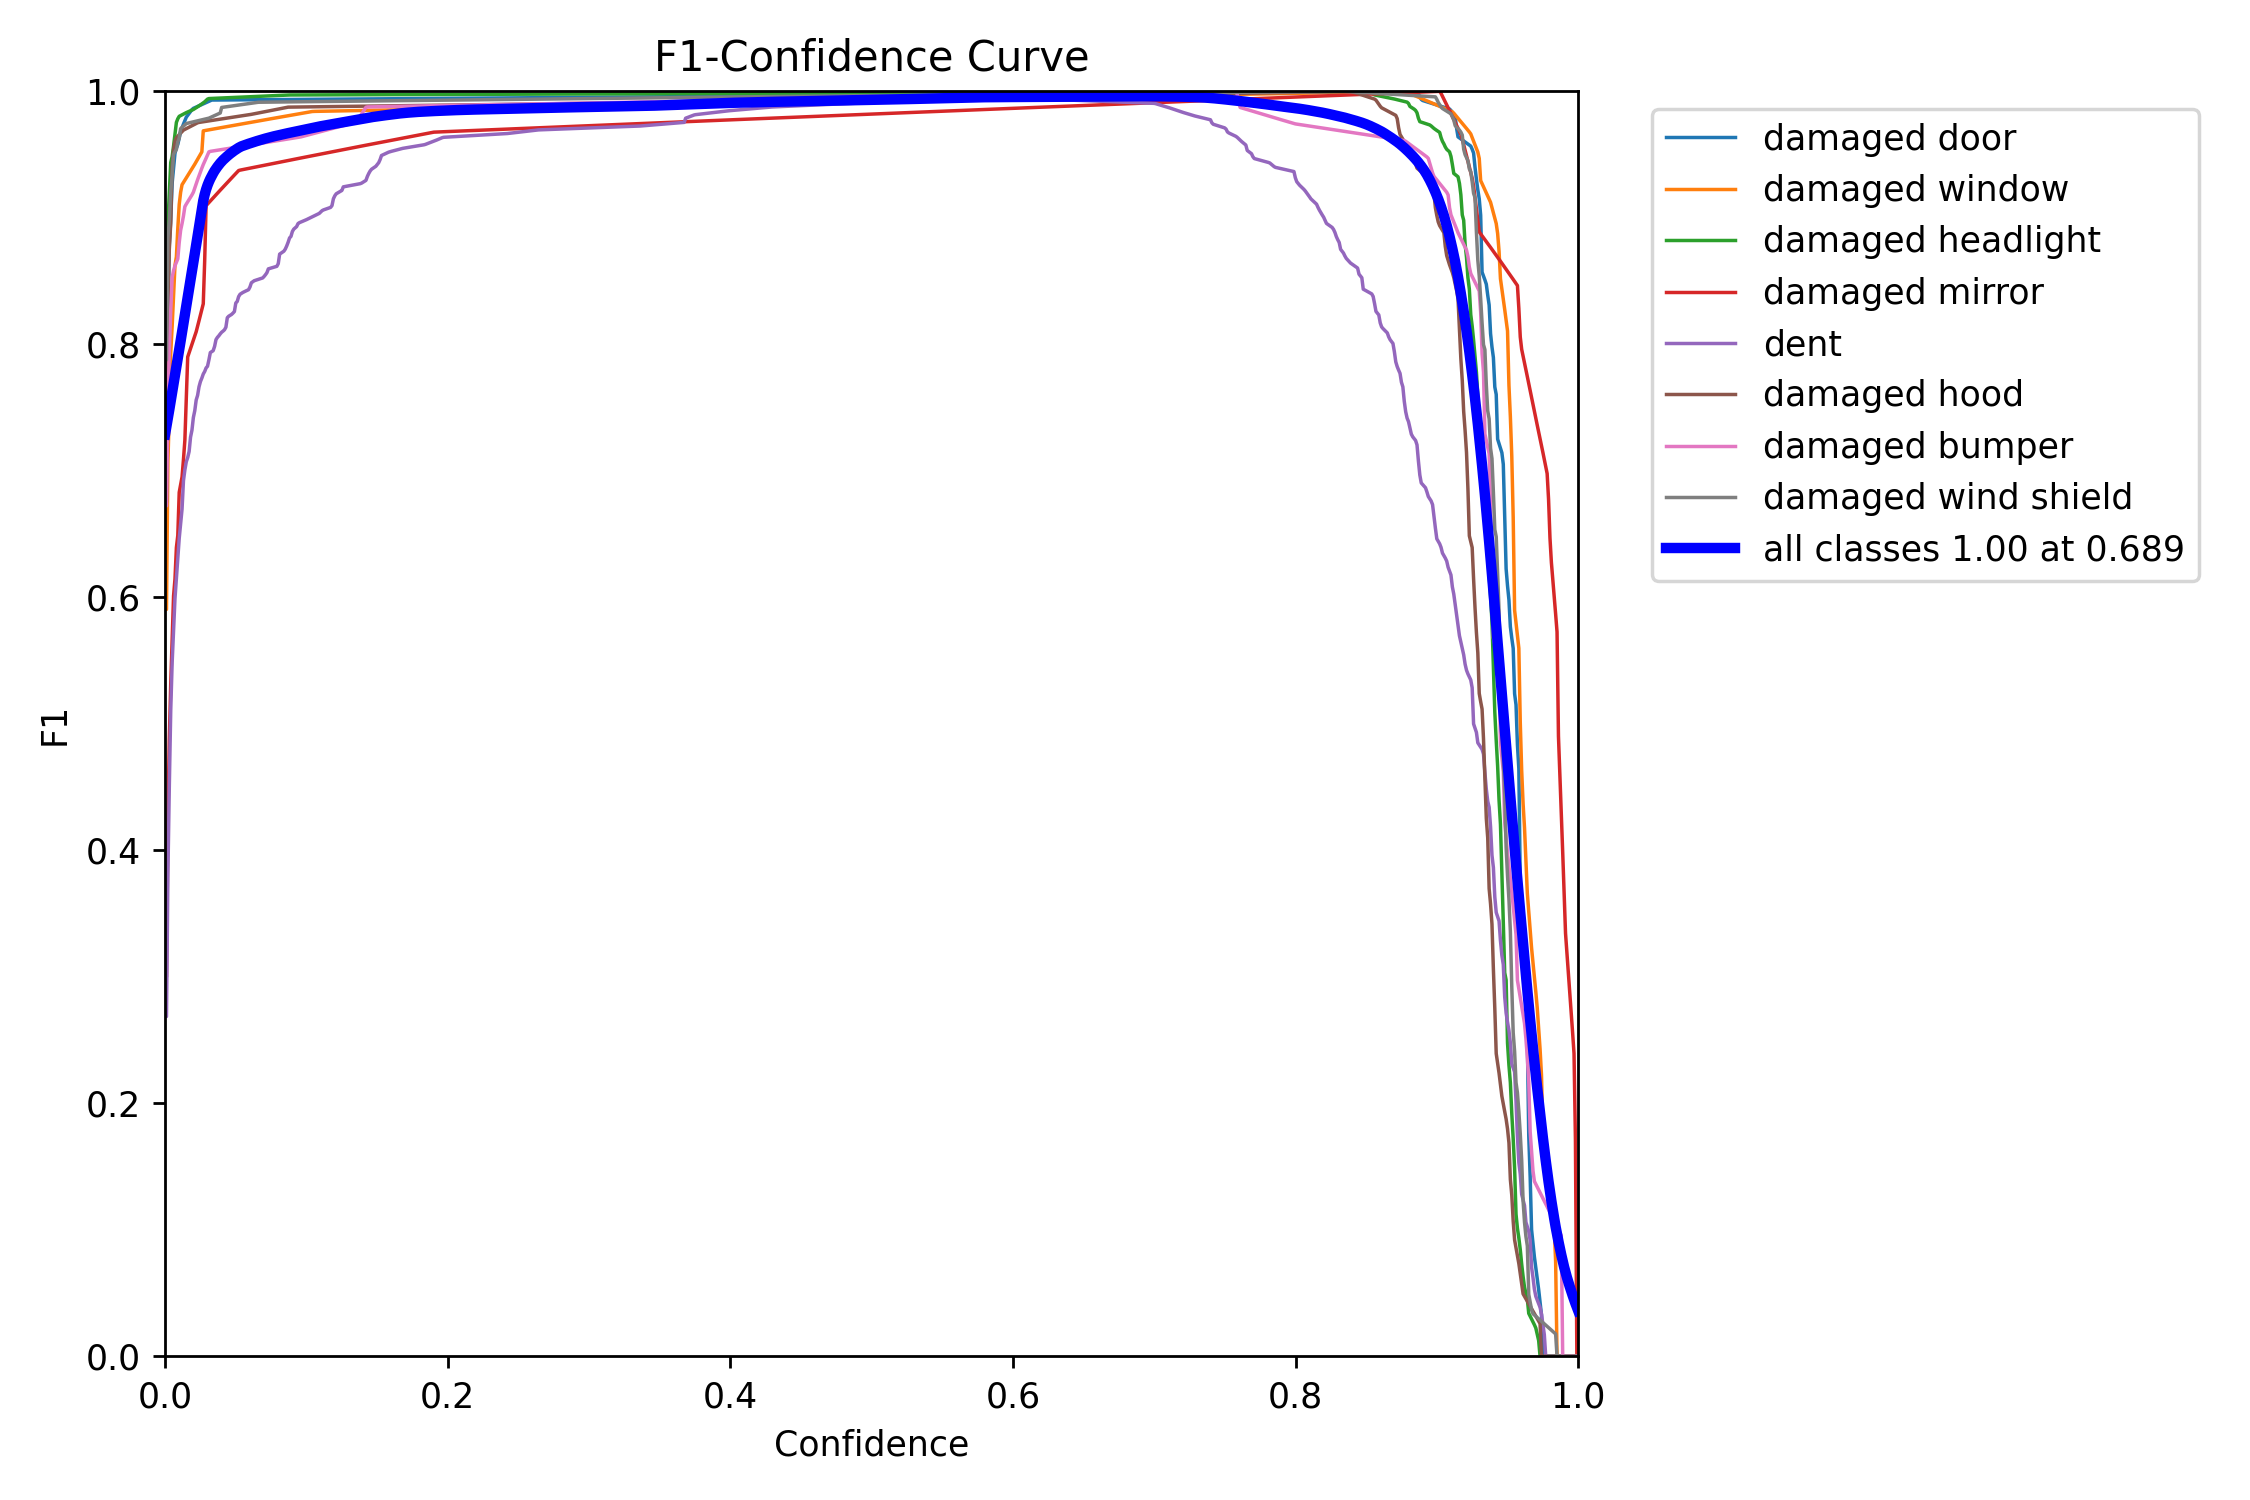 F1-Confidence Curve
1.0
0.8
0.6
0.4
0.2
0.0
F1
0.0 0.2 0.4 0.6 0.8 1.0
Confidence
damaged door
damaged window
damaged headlight
damaged mirror
dent
damaged hood
damaged bumper
damaged wind shield
all classes 1.00 at 0.689